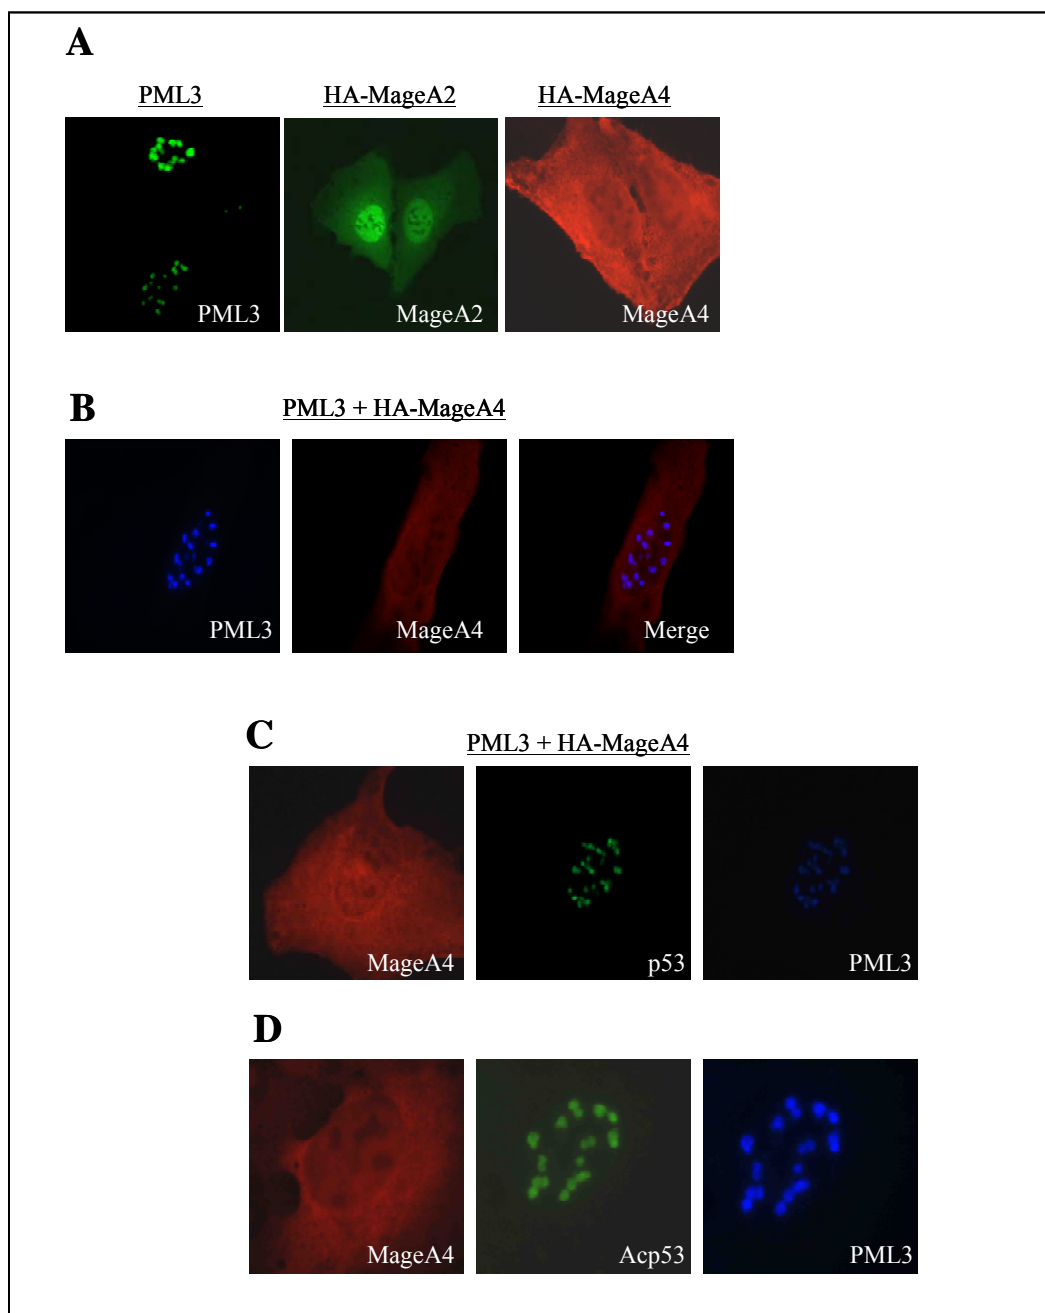 A
PML3 HA-MageA2 HA-MageA4
PML3 MageA2 MageA4
B
PML3 + HA-MageA4
PML3 MageA4 Merge
C
PML3 + HA-MageA4
MageA4 p53 PML3
D
MageA4 Acp53 PML3